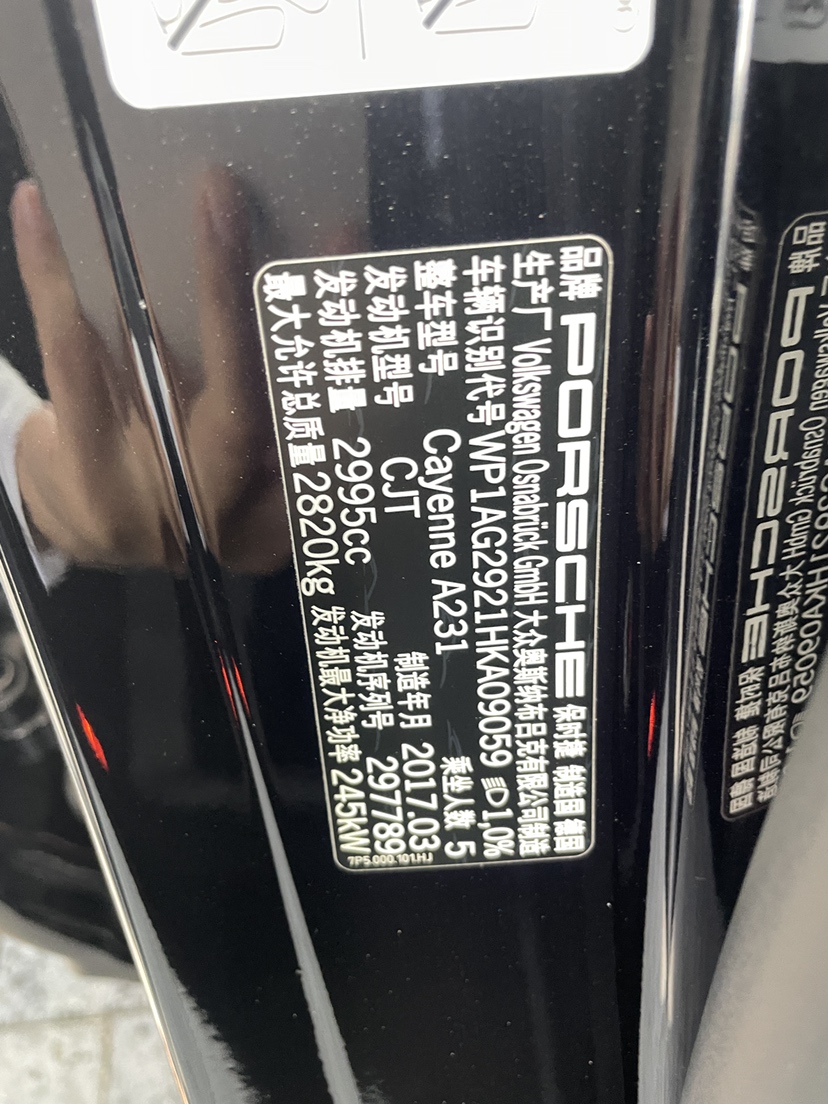 品牌 PORSCHE 保时捷 制造国 德国
生产厂 Volkswagen Osnabrück GmbH 大众奥斯纳布吕克有限公司制造
车辆识别代号 WP1AG2921HKA09059 1,0%
整车型号 Cayenne A231 乘坐人数 5
发动机型号 CJT 制造年月 2017.03
发动机排量 2995cc 发动机序列号 297789
最大允许总质量 2820kg 发动机最大净功率 245kW
7P5.000.101.HJ